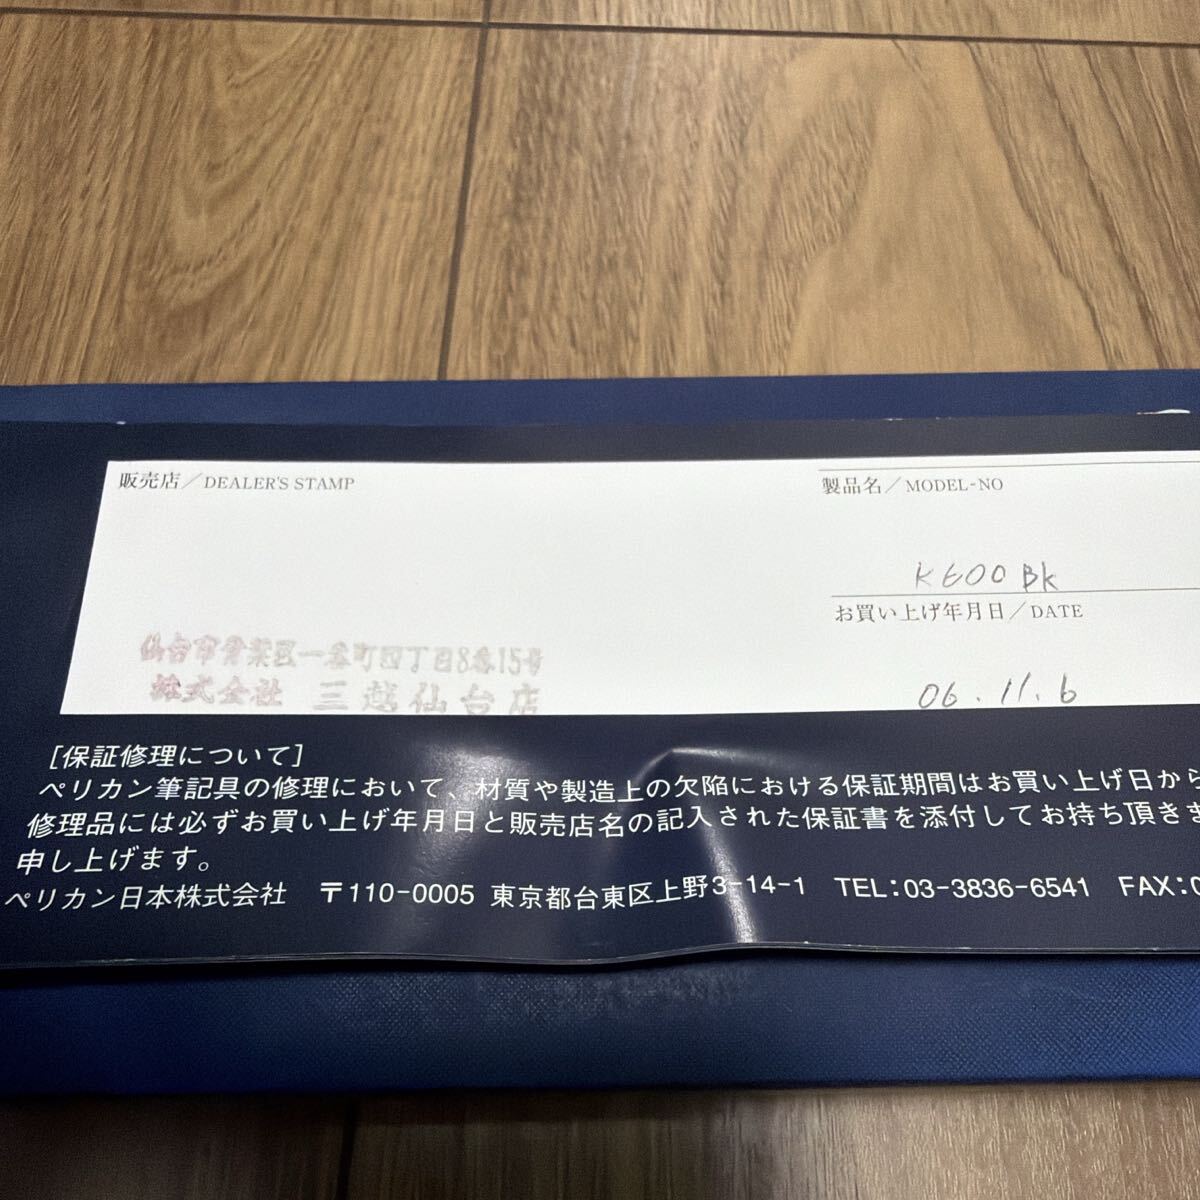 販売店／DEALER'S STAMP
製品名／MODEL-NO
K600 BK
お買い上げ年月日／DATE
06.11.6
仙台市青葉区一番町四丁目8番15号
株式会社 三越仙台店
[保証修理について]
ペリカン筆記具の修理において、材質や製造上の欠陥における保証期間はお買い上げ日から
修理品には必ずお買い上げ年月日と販売店名の記入された保証書を添付してお持ち頂きま
申し上げます。
ペリカン日本株式会社 〒110-0005 東京都台東区上野3-14-1 TEL:03-3836-6541 FAX:0